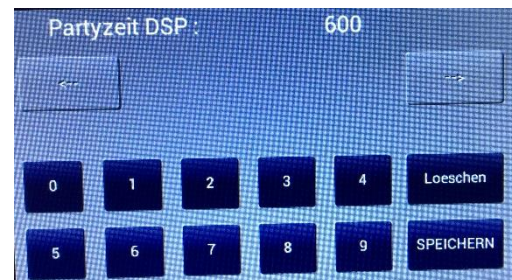 Partyzeit DSP : 600
<-- -->
0 1 2 3 4 Loeschen
5 6 7 8 9 SPEICHERN